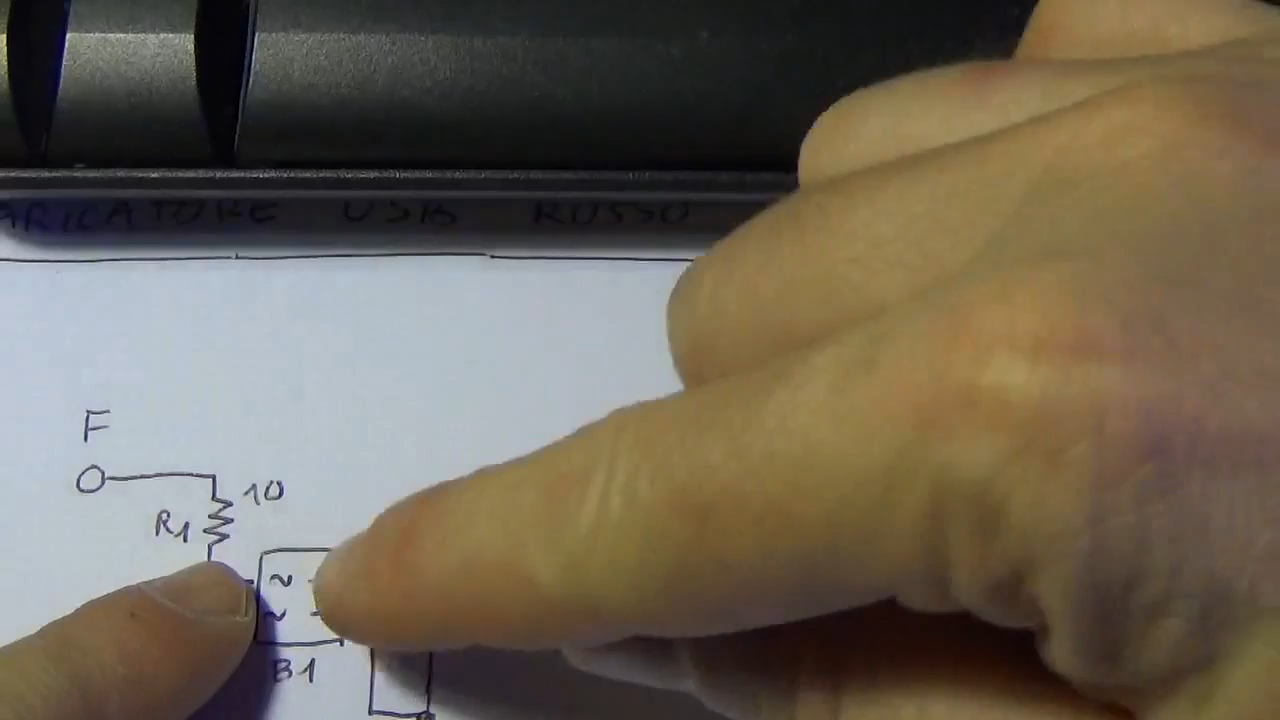 ARICATORE USB RUSSO
F
10
R1
~
~
B1